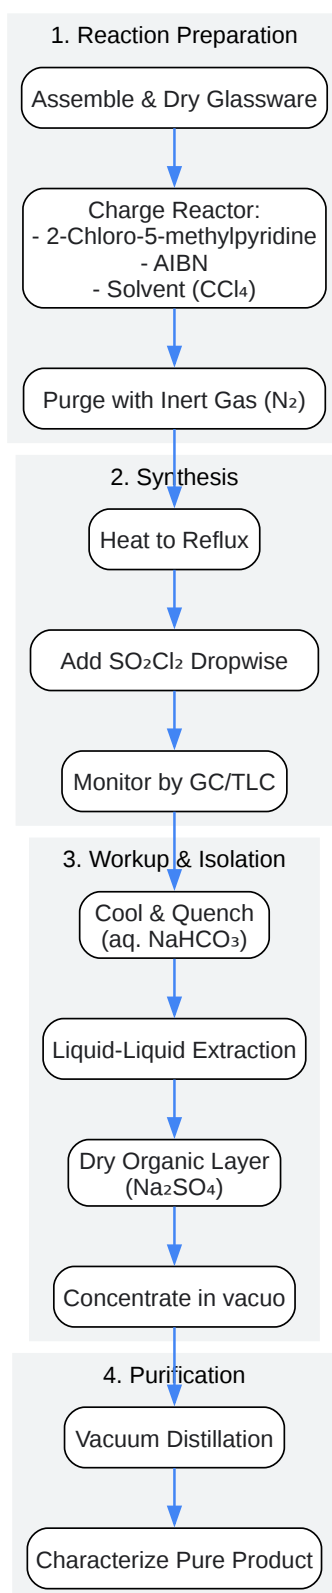 1. Reaction Preparation
Assemble & Dry Glassware
Charge Reactor:
- 2-Chloro-5-methylpyridine
- AIBN
- Solvent (CCl₄)
Purge with Inert Gas (N₂)
2. Synthesis
Heat to Reflux
Add SO₂Cl₂ Dropwise
Monitor by GC/TLC
3. Workup & Isolation
Cool & Quench
(aq. NaHCO₃)
Liquid-Liquid Extraction
Dry Organic Layer
(Na₂SO₄)
Concentrate in vacuo
4. Purification
Vacuum Distillation
Characterize Pure Product